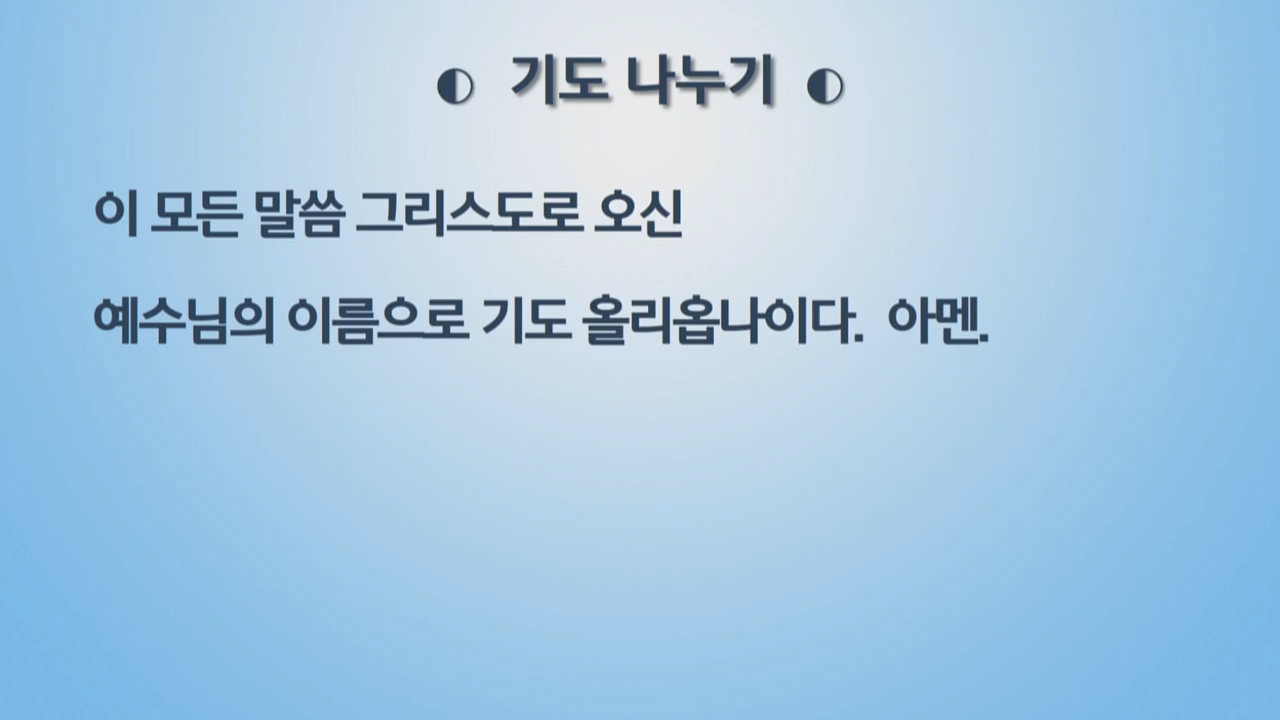 ◐ 기도 나누기 ◐
이 모든 말씀 그리스도로 오신
예수님의 이름으로 기도 올리옵나이다. 아멘.